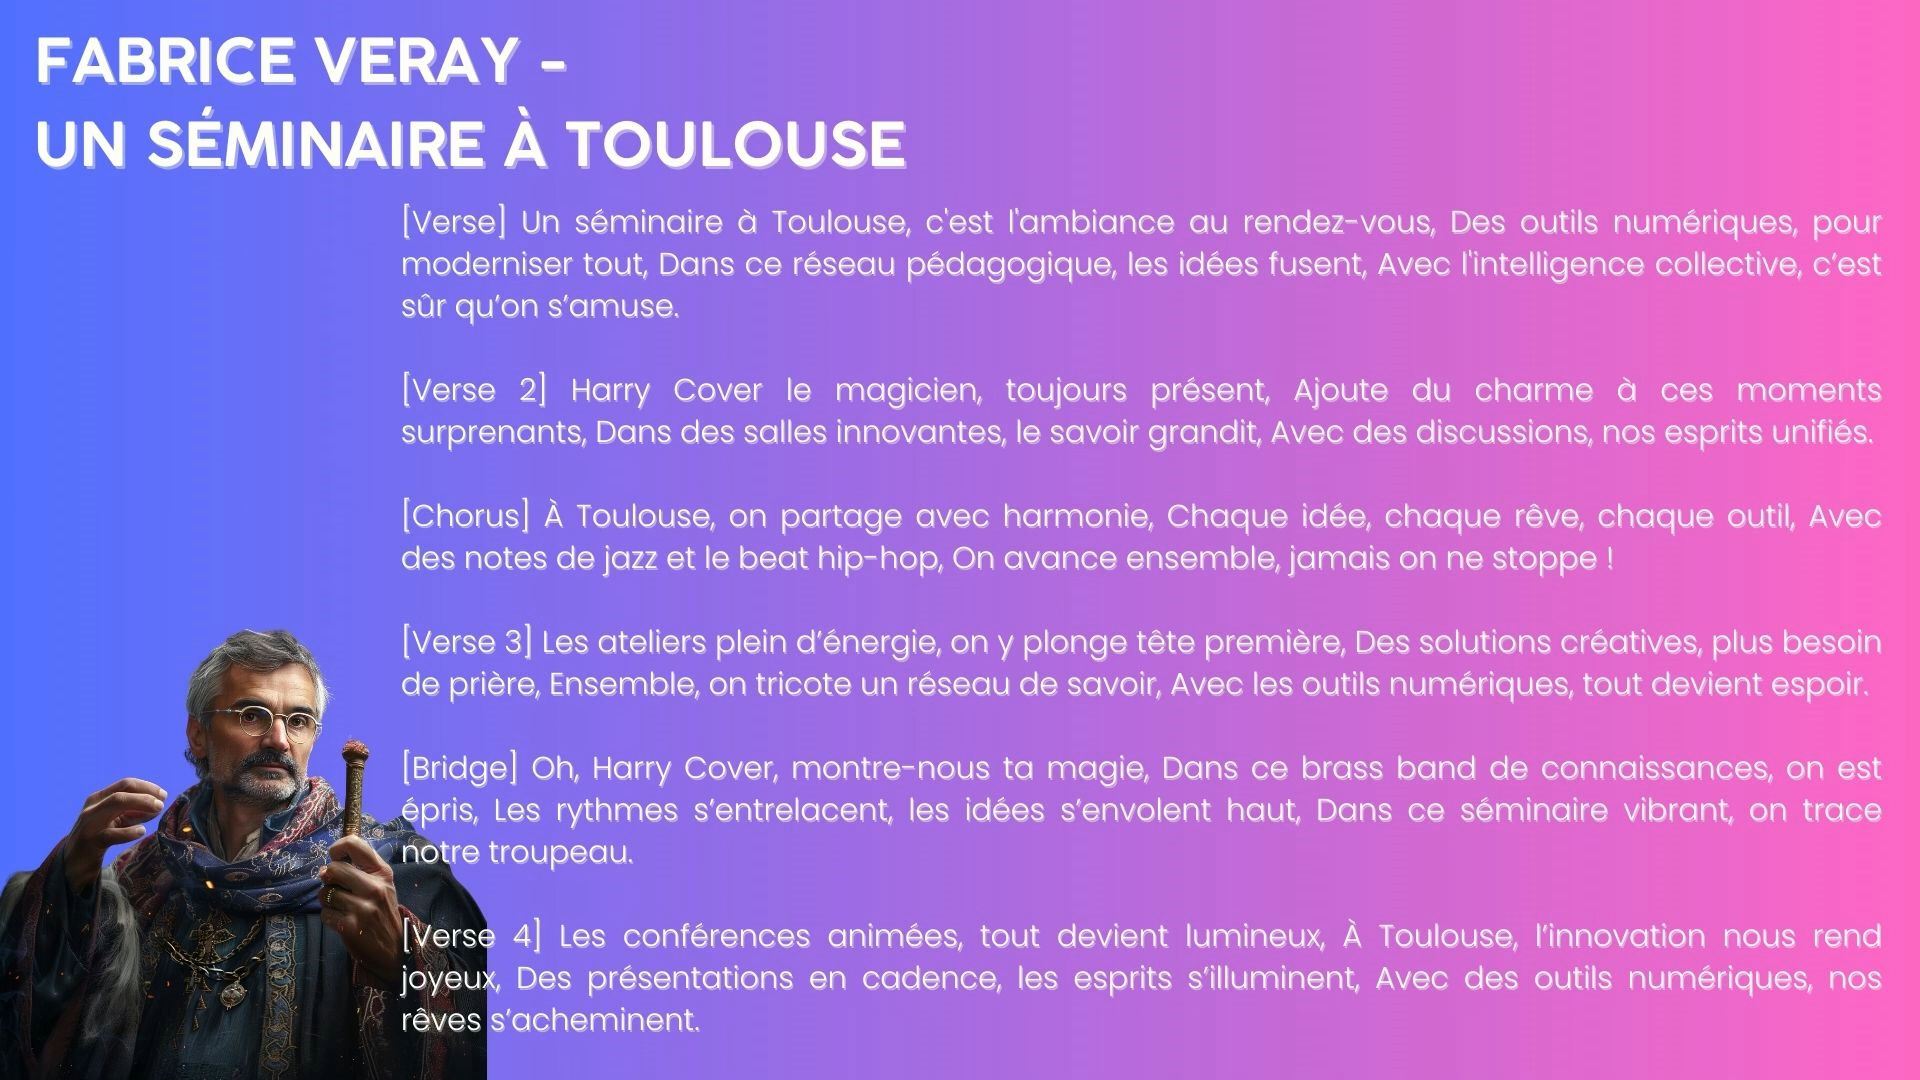 FABRICE VERAY -
UN SÉMINAIRE À TOULOUSE
[Verse] Un séminaire à Toulouse, c'est l'ambiance au rendez-vous, Des outils numériques, pour
moderniser tout, Dans ce réseau pédagogique, les idées fusent, Avec l'intelligence collective, c’est
sûr qu’on s’amuse.
[Verse 2] Harry Cover le magicien, toujours présent, Ajoute du charme à ces moments
surprenants, Dans des salles innovantes, le savoir grandit, Avec des discussions, nos esprits unifiés.
[Chorus] À Toulouse, on partage avec harmonie, Chaque idée, chaque rêve, chaque outil, Avec
des notes de jazz et le beat hip-hop, On avance ensemble, jamais on ne stoppe !
[Verse 3] Les ateliers plein d’énergie, on y plonge tête première, Des solutions créatives, plus besoin
de prière, Ensemble, on tricote un réseau de savoir, Avec les outils numériques, tout devient espoir.
[Bridge] Oh, Harry Cover, montre-nous ta magie, Dans ce brass band de connaissances, on est
épris, Les rythmes s’entrelacent, les idées s’envolent haut, Dans ce séminaire vibrant, on trace
notre troupeau.
[Verse 4] Les conférences animées, tout devient lumineux, À Toulouse, l’innovation nous rend
joyeux, Des présentations en cadence, les esprits s’illuminent, Avec des outils numériques, nos
rêves s’acheminent.